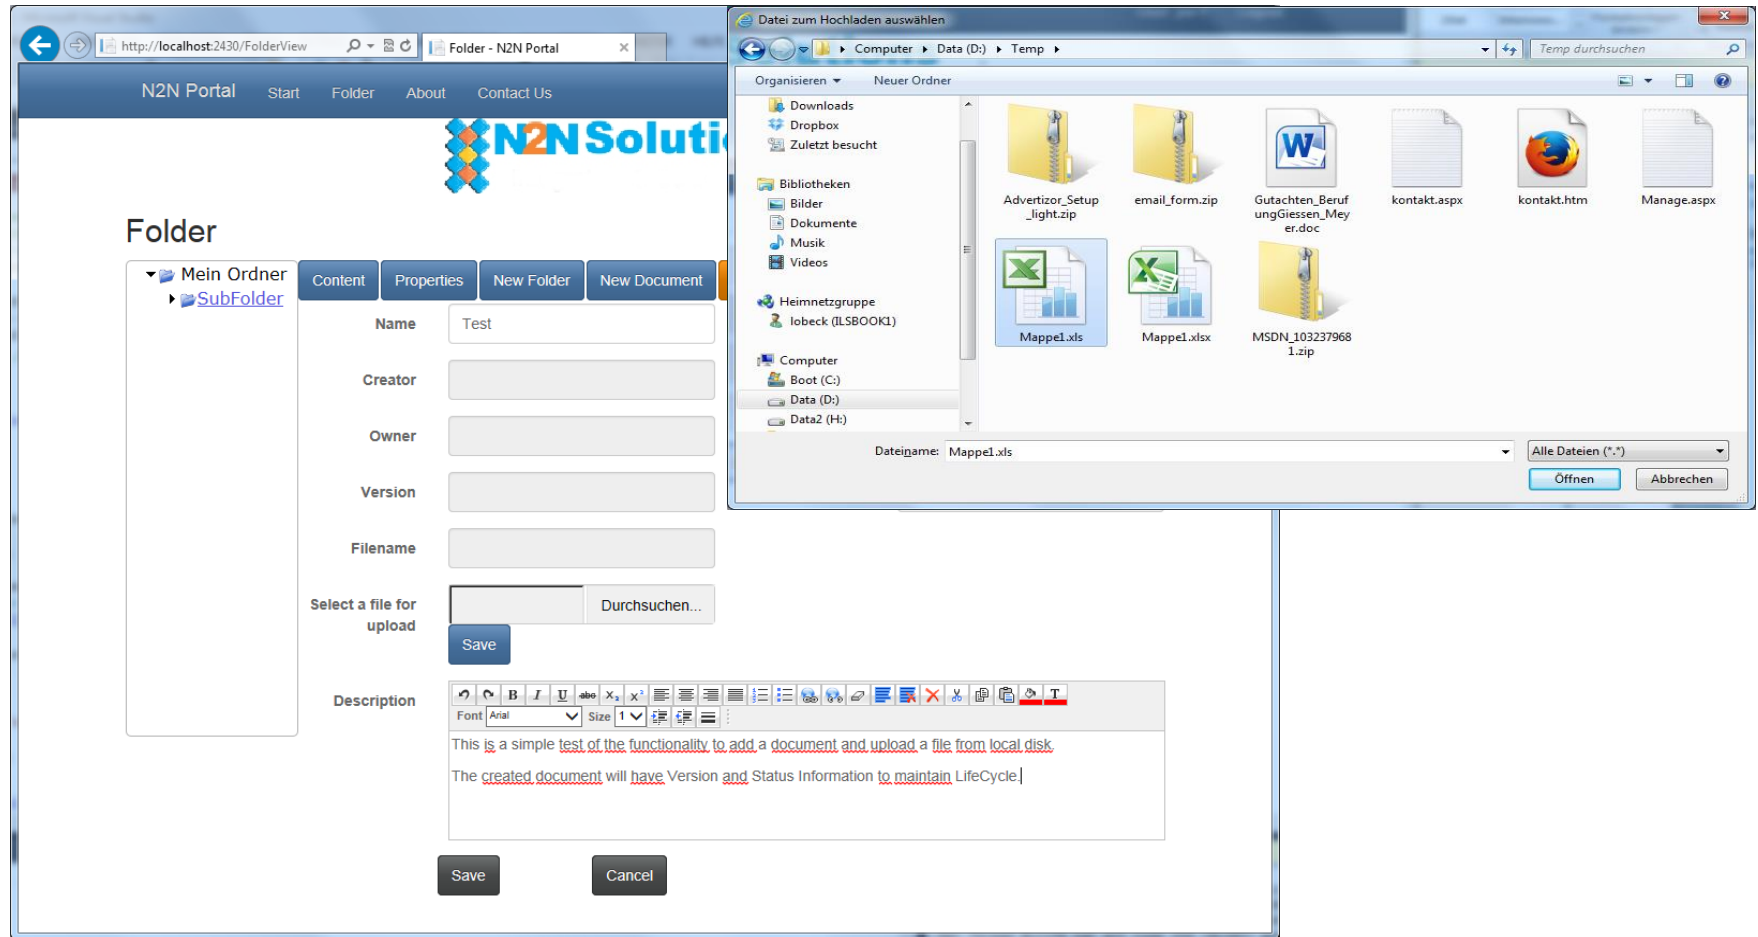 http://localhost:2430/FolderView
Folder - N2N Portal
N2N Portal
Start
Folder
About
Contact Us
N2N Soluti
Folder
Mein Ordner
SubFolder
Content
Properties
New Folder
New Document
Name
Test
Creator
Owner
Version
Filename
Select a file for
upload
Durchsuchen...
Save
Description
B I U abc X₂ X² T
Font Arial Size 1
This is a simple test of the functionality to add a document and upload a file from local disk.
The created document will have Version and Status Information to maintain LifeCycle.
Save
Cancel
Datei zum Hochladen auswählen
Computer
Data (D:)
Temp
Temp durchsuchen
Organisieren
Neuer Ordner
Downloads
Dropbox
Zuletzt besucht
Bibliotheken
Bilder
Dokumente
Musik
Videos
Heimnetzgruppe
lobeck (ILSBOOK1)
Computer
Boot (C:)
Data (D:)
Data2 (H:)
Advertizor_Setup
_light.zip
email_form.zip
Gutachten_Beruf
ungGiessen_Mey
er.doc
kontakt.aspx
kontakt.htm
Manage.aspx
Mappe1.xls
Mappe1.xlsx
MSDN_103237968
1.zip
Dateiname:
Mappe1.xls
Alle Dateien (*.*)
Öffnen
Abbrechen